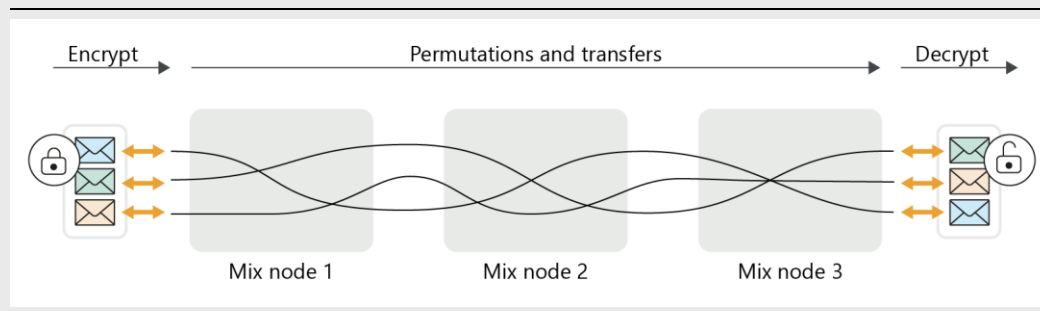 Encrypt
Permutations and transfers
Decrypt
Mix node 1
Mix node 2
Mix node 3